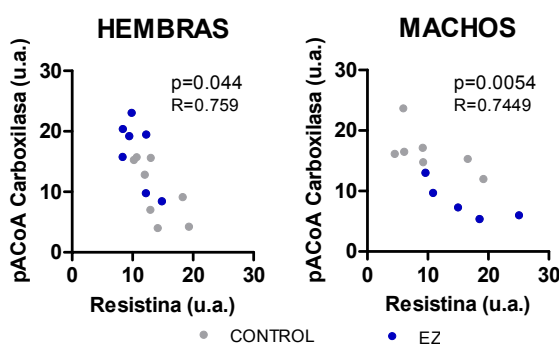 HEMBRAS
p=0.044
R=0.759
pACoA Carboxilasa (u.a.)
30
20
10
0
0 10 20 30
Resistina (u.a.)
MACHOS
p=0.0054
R=0.7449
pACoA Carboxilasa (u.a.)
30
20
10
0
0 10 20 30
Resistina (u.a.)
CONTROL EZ